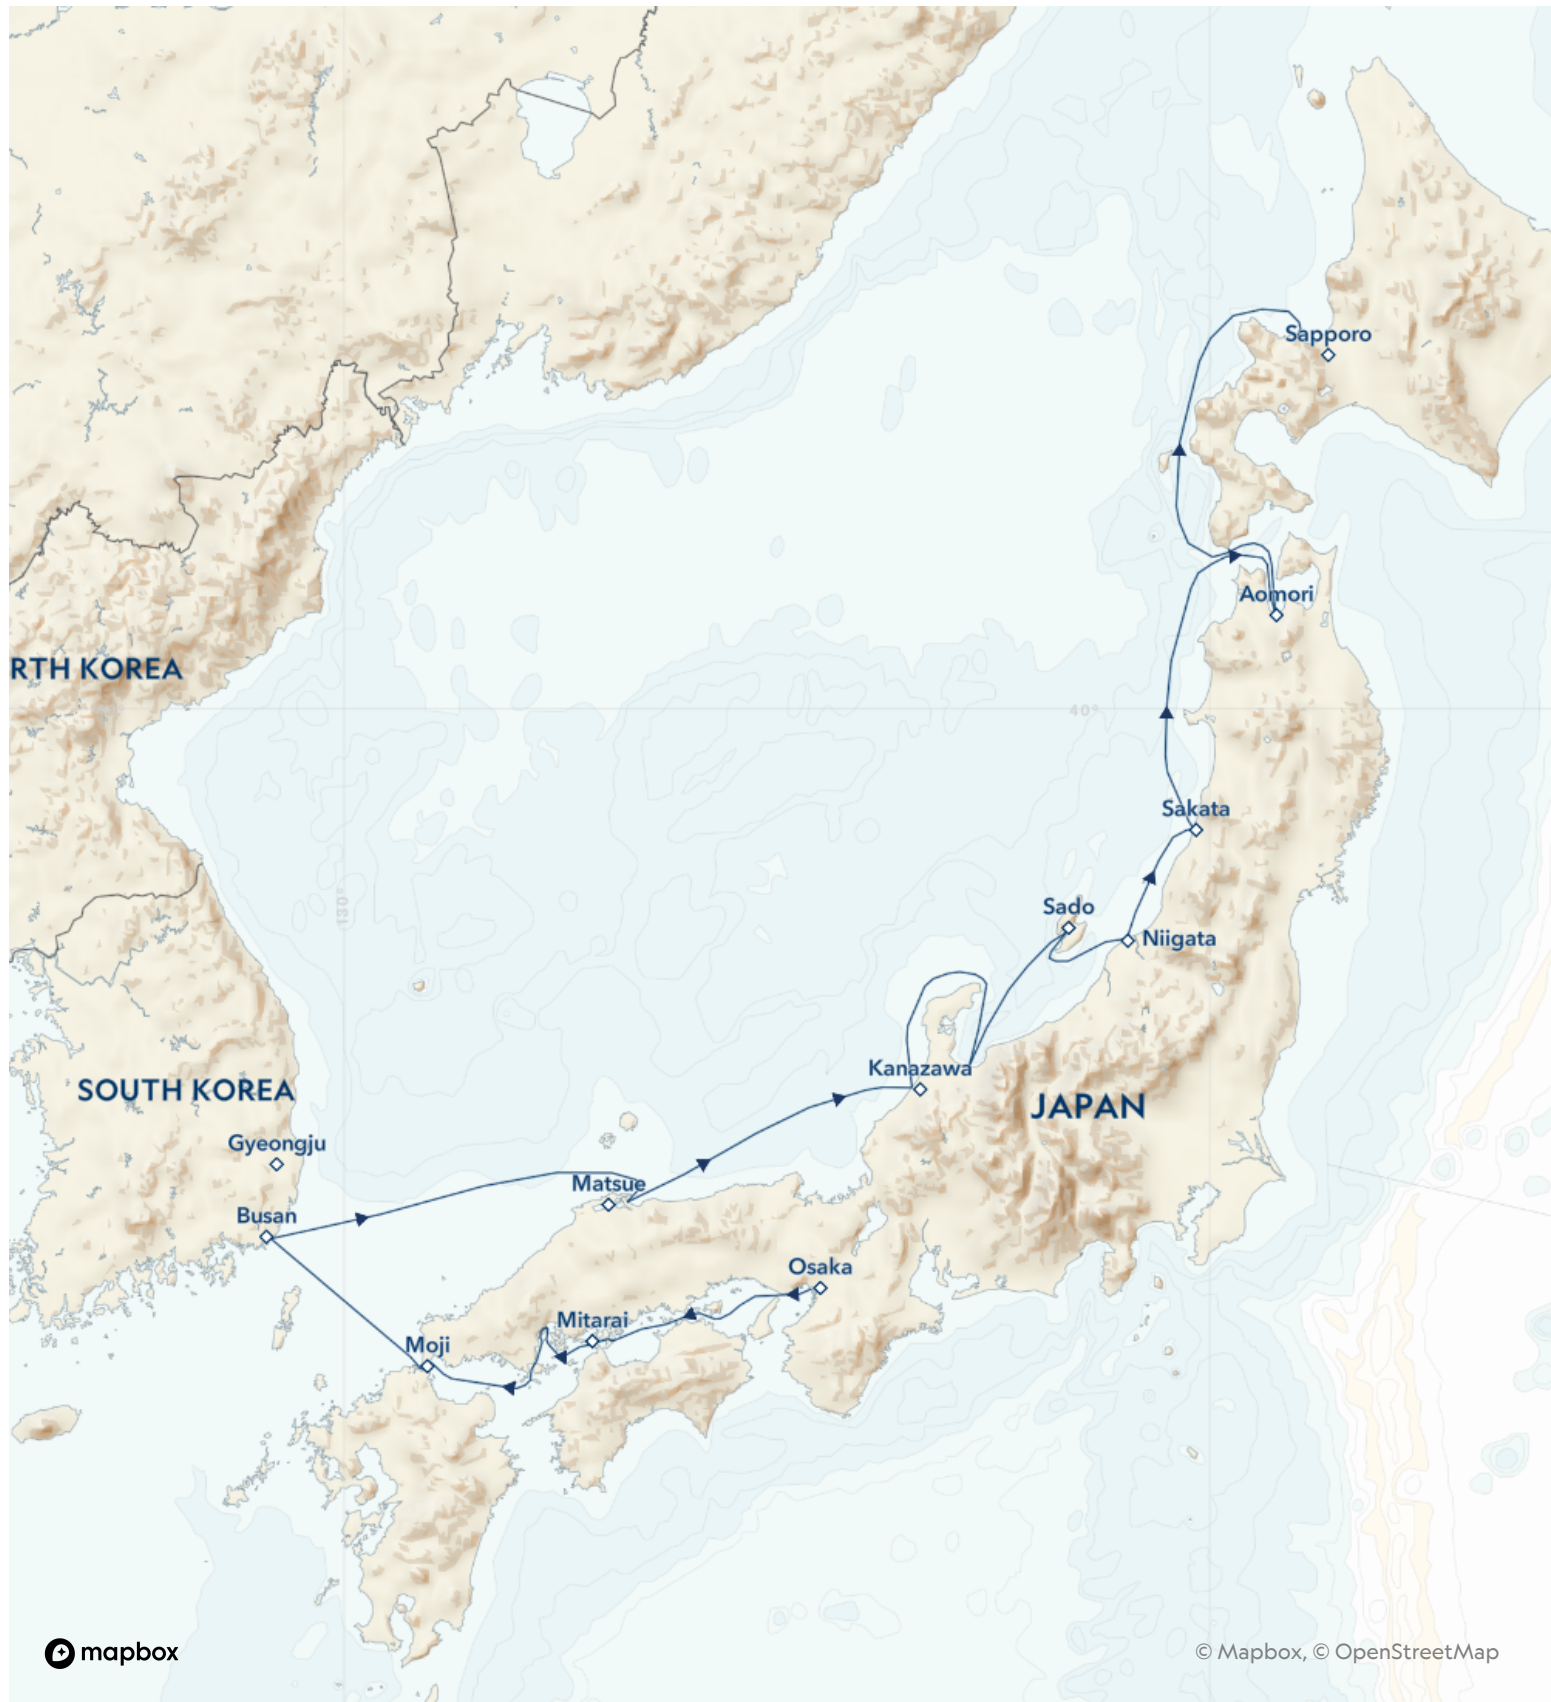 Sapporo
Aomori
RTH KOREA
40°
Sakata
130°
Sado
Niigata
Kanazawa
SOUTH KOREA
JAPAN
Gyeongju
Matsue
Busan
Osaka
Mitarai
Moji
mapbox
© Mapbox, © OpenStreetMap